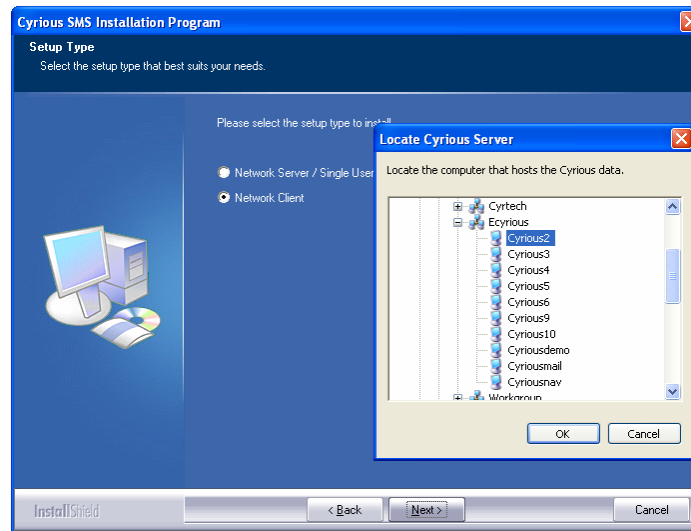 Cyrious SMS Installation Program
Setup Type
Select the setup type that best suits your needs.
Please select the setup type to install
Network Server / Single User
Network Client
Locate Cyrious Server
Locate the computer that hosts the Cyrious data.
Cyrtech
Ecyrious
Cyrious2
Cyrious3
Cyrious4
Cyrious5
Cyrious6
Cyrious9
Cyrious10
Cyriousdemo
Cyriousmail
Cyriousnav
Workgroup
OK
Cancel
InstallShield
< Back
Next >
Cancel